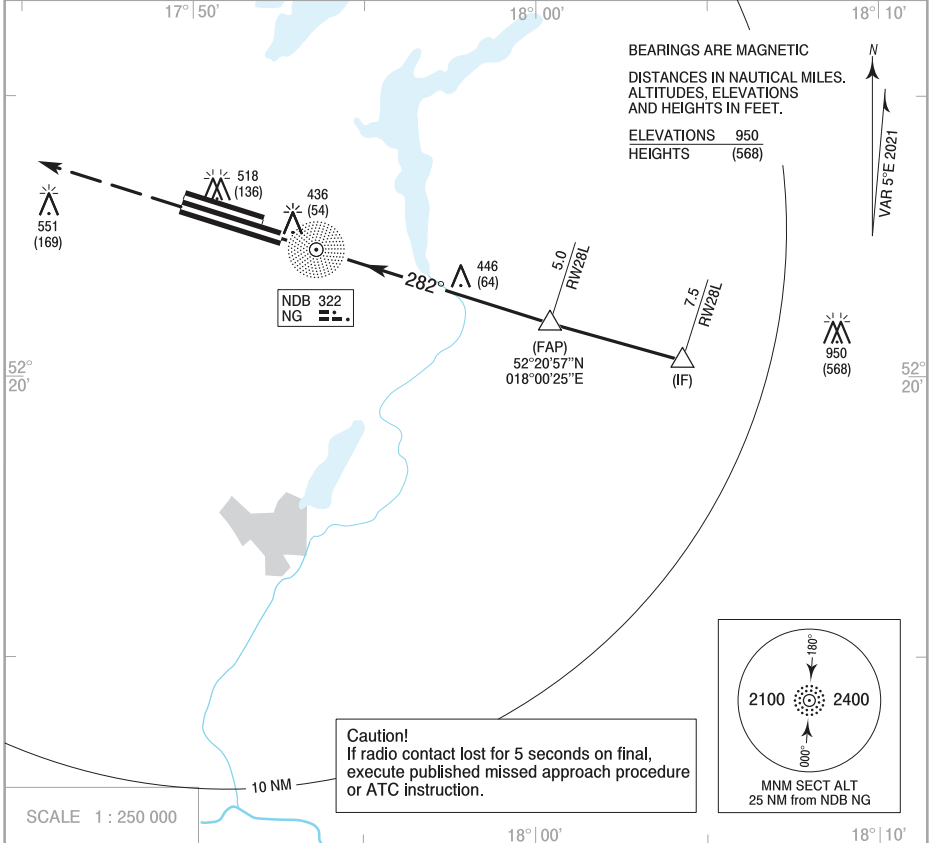 17° 50'
18° 00'
18° 10'
BEARINGS ARE MAGNETIC
DISTANCES IN NAUTICAL MILES.
ALTITUDES, ELEVATIONS
AND HEIGHTS IN FEET.
ELEVATIONS 950
HEIGHTS (568)
N
VAR 5°E 2021
518
(136)
436
(54)
551
(169)
NDB 322
NG
282°
446
(64)
5.0
RW28L
7.5
RW28L
(FAP)
52°20'57"N
018°00'25"E
(IF)
950
(568)
52°
20'
52°
20'
180°
2100
2400
000°
MNM SECT ALT
25 NM from NDB NG
Caution!
If radio contact lost for 5 seconds on final,
execute published missed approach procedure
or ATC instruction.
10 NM
SCALE 1 : 250 000
18° 00'
18° 10'